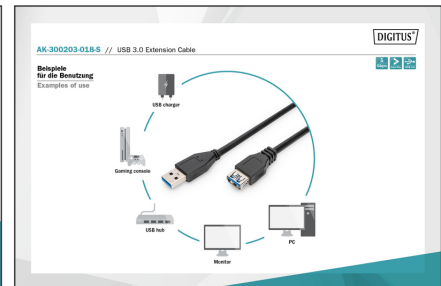 DIGITUS®
AK-300203-018-S // USB 3.0 Extension Cable
Beispiele
für die Benutzung
Examples of use
USB charger
Gaming console
USB hub
Monitor
PC